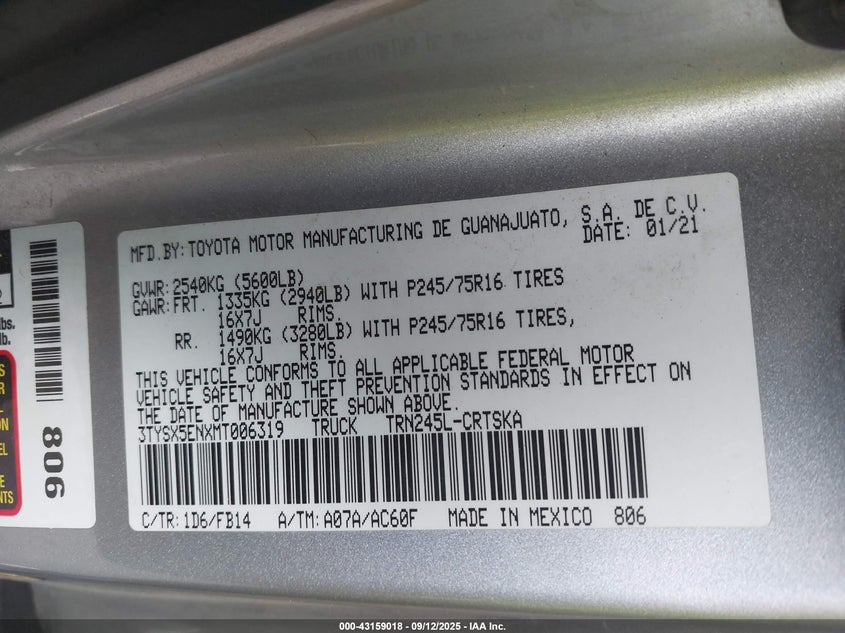 MFD.BY:TOYOTA MOTOR MANUFACTURING DE GUANAJUATO, S.A. DE C.V.
DATE: 01/21
GVWR:2540KG (5600LB)
GAWR:FRT. 1335KG (2940LB) WITH P245/75R16 TIRES
16X7J RIMS.
RR. 1490KG (3280LB) WITH P245/75R16 TIRES,
16X7J RIMS.
THIS VEHICLE CONFORMS TO ALL APPLICABLE FEDERAL MOTOR
VEHICLE SAFETY AND THEFT PREVENTION STANDARDS IN EFFECT ON
THE DATE OF MANUFACTURE SHOWN ABOVE.
3TYSX5ENXMT006319 TRUCK TRN245L-CRTSKA
C/TR:1D6/FB14 A/TM:A07A/AC60F MADE IN MEXICO 806
806
lbs.
lb.
000-43159018 - 09/12/2025 - IAA Inc.